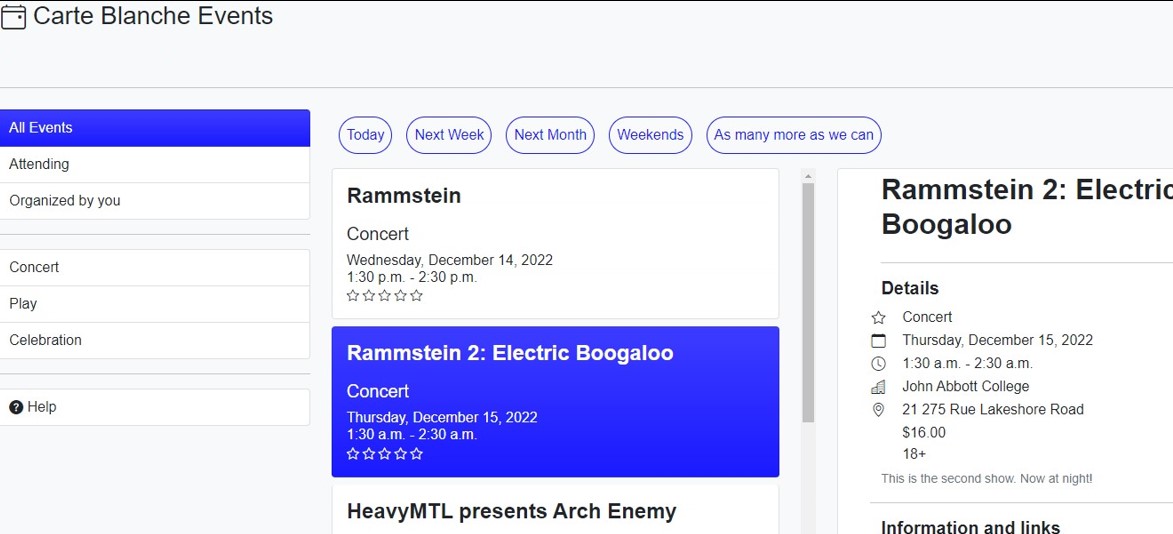 Carte Blanche Events
All Events
Attending
Organized by you
Concert
Play
Celebration
Help
Today
Next Week
Next Month
Weekends
As many more as we can
Rammstein
Concert
Wednesday, December 14, 2022
1:30 p.m. - 2:30 p.m.
Rammstein 2: Electric Boogaloo
Concert
Thursday, December 15, 2022
1:30 a.m. - 2:30 a.m.
HeavyMTL presents Arch Enemy
Rammstein 2: Electric
Boogaloo
Details
Concert
Thursday, December 15, 2022
1:30 a.m. - 2:30 a.m.
John Abbott College
21 275 Rue Lakeshore Road
$16.00
18+
This is the second show. Now at night!
Information and links